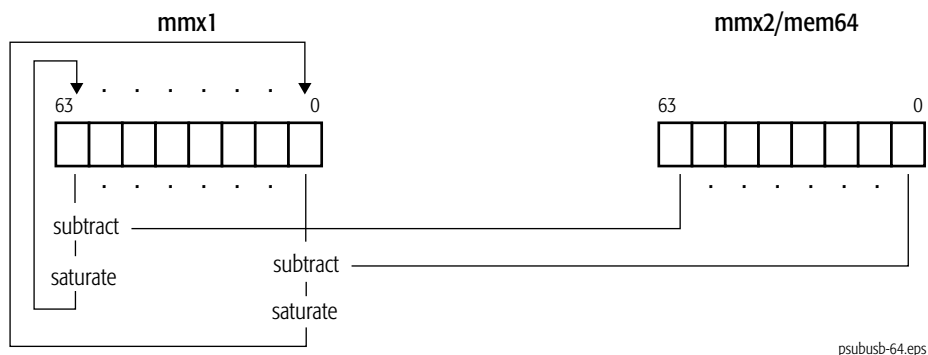 mmx1 mmx2/mem64
. . . . . .
63 0 63 0
. . . . . . . . . . . .
subtract
subtract
saturate
saturate
psubusb-64.eps